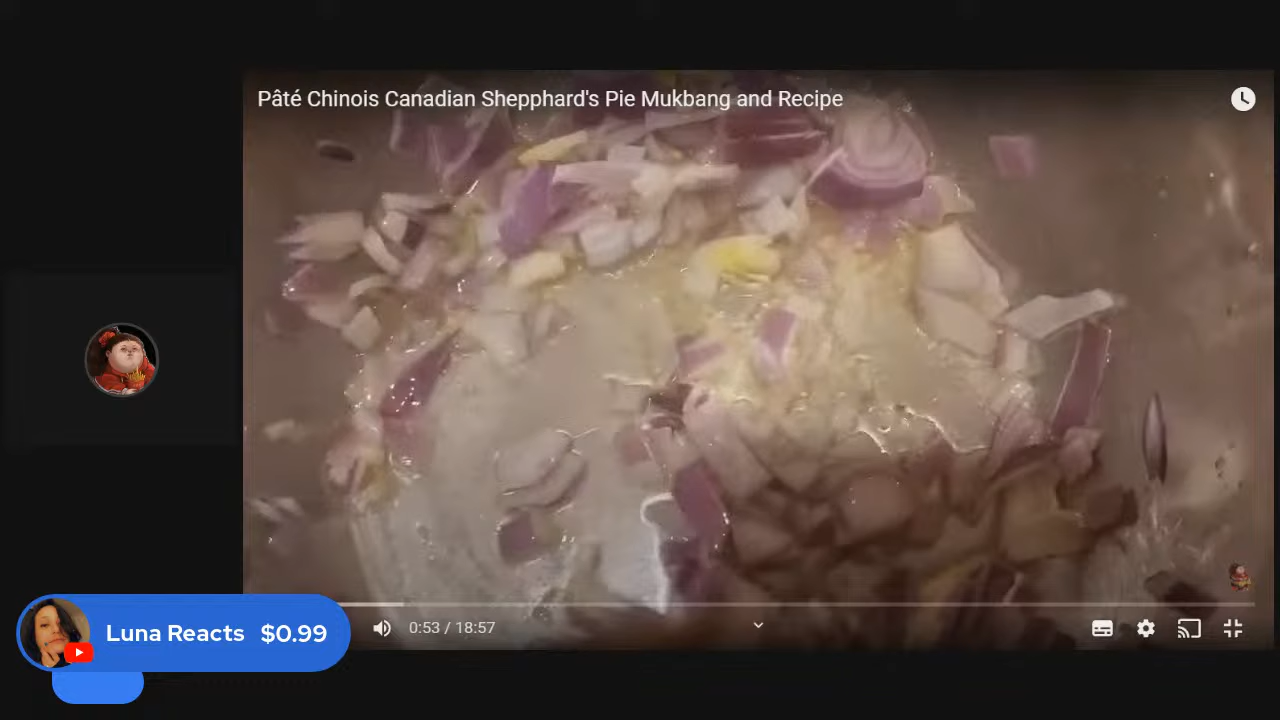 Pâté Chinois Canadian Shepphard's Pie Mukbang and Recipe
0:53 / 18:57
Luna Reacts $0.99